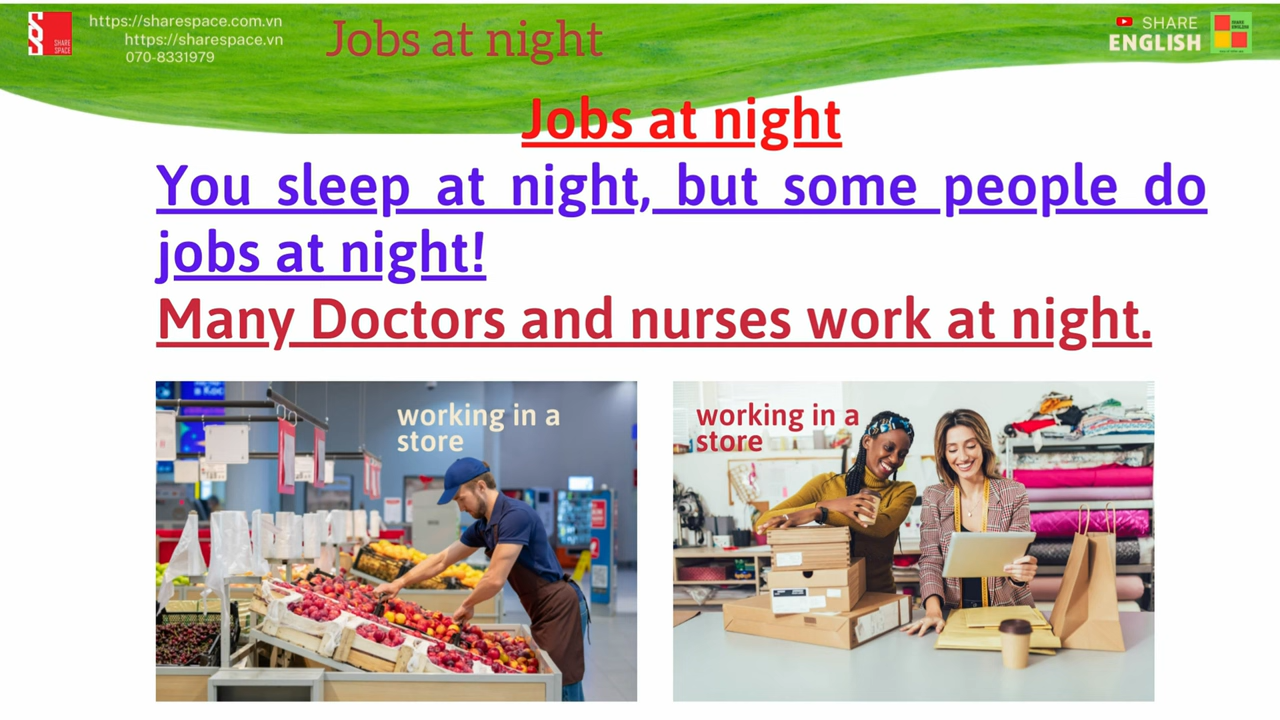 https://sharespace.com.vn
https://sharespace.vn
070-8331979
SHARE
SPACE
Jobs at night
SHARE
ENGLISH
Jobs at night
You sleep at night, but some people do
jobs at night!
Many Doctors and nurses work at night.
working in a
store
working in a
store